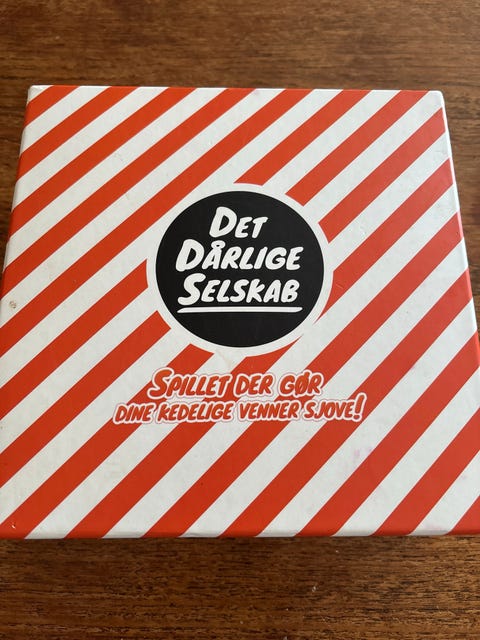 Det
Dårlige
Selskab
Spillet der gør
dine kedelige venner sjove!